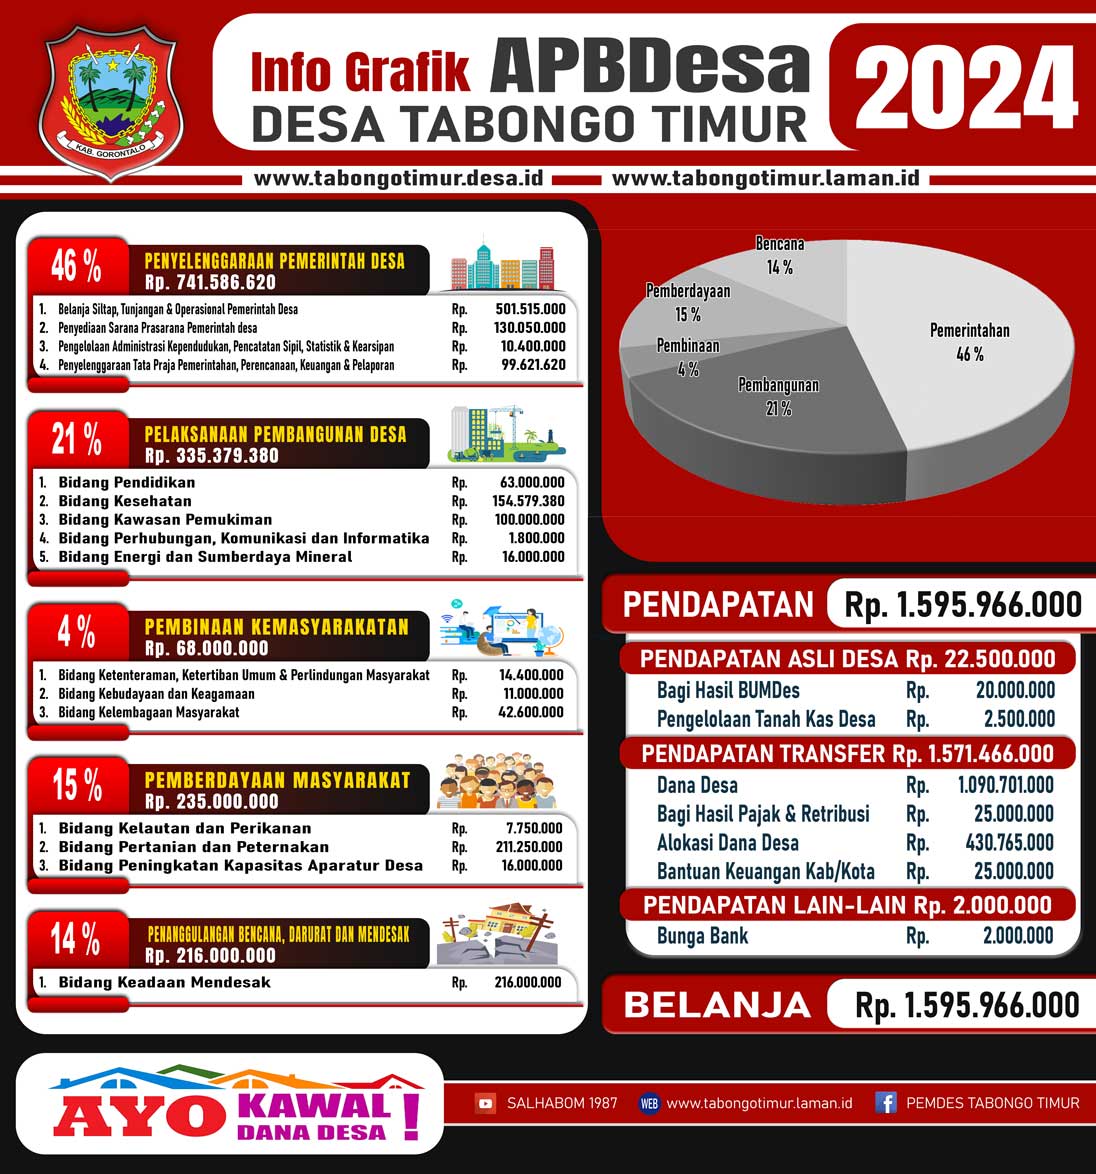 KAB. GORONTALO
Info Grafik APBDesa
DESA TABONGO TIMUR
2024
www.tabongotimur.desa.id
www.tabongotimur.laman.id
46 %
PENYELENGGARAAN PEMERINTAH DESA
Rp. 741.586.620
1. Belanja Siltap, Tunjangan & Operasional Pemerintah Desa Rp. 501.515.000
2. Penyediaan Sarana Prasarana Pemerintah desa Rp. 130.050.000
3. Pengelolaan Administrasi Kependudukan, Pencatatan Sipil, Statistik & Kearsipan Rp. 10.400.000
4. Penyelenggaraan Tata Praja Pemerintahan, Perencanaan, Keuangan & Pelaporan Rp. 99.621.620
21 %
PELAKSANAAN PEMBANGUNAN DESA
Rp. 335.379.380
1. Bidang Pendidikan Rp. 63.000.000
2. Bidang Kesehatan Rp. 154.579.380
3. Bidang Kawasan Pemukiman Rp. 100.000.000
4. Bidang Perhubungan, Komunikasi dan Informatika Rp. 1.800.000
5. Bidang Energi dan Sumberdaya Mineral Rp. 16.000.000
4 %
PEMBINAAN KEMASYARAKATAN
Rp. 68.000.000
1. Bidang Ketenteraman, Ketertiban Umum & Perlindungan Masyarakat Rp. 14.400.000
2. Bidang Kebudayaan dan Keagamaan Rp. 11.000.000
3. Bidang Kelembagaan Masyarakat Rp. 42.600.000
15 %
PEMBERDAYAAN MASYARAKAT
Rp. 235.000.000
1. Bidang Kelautan dan Perikanan Rp. 7.750.000
2. Bidang Pertanian dan Peternakan Rp. 211.250.000
3. Bidang Peningkatan Kapasitas Aparatur Desa Rp. 16.000.000
14 %
PENANGGULANGAN BENCANA, DARURAT DAN MENDESAK
Rp. 216.000.000
1. Bidang Keadaan Mendesak Rp. 216.000.000
Bencana
14 %
Pemberdayaan
15 %
Pembinaan
4 %
Pembangunan
21 %
Pemerintahan
46 %
PENDAPATAN Rp. 1.595.966.000
PENDAPATAN ASLI DESA Rp. 22.500.000
Bagi Hasil BUMDes Rp. 20.000.000
Pengelolaan Tanah Kas Desa Rp. 2.500.000
PENDAPATAN TRANSFER Rp. 1.571.466.000
Dana Desa Rp. 1.090.701.000
Bagi Hasil Pajak & Retribusi Rp. 25.000.000
Alokasi Dana Desa Rp. 430.765.000
Bantuan Keuangan Kab/Kota Rp. 25.000.000
PENDAPATAN LAIN-LAIN Rp. 2.000.000
Bunga Bank Rp. 2.000.000
BELANJA Rp. 1.595.966.000
AYO KAWAL
DANA DESA !
SALHABOM 1987
WEB www.tabongotimur.laman.id
PEMDES TABONGO TIMUR